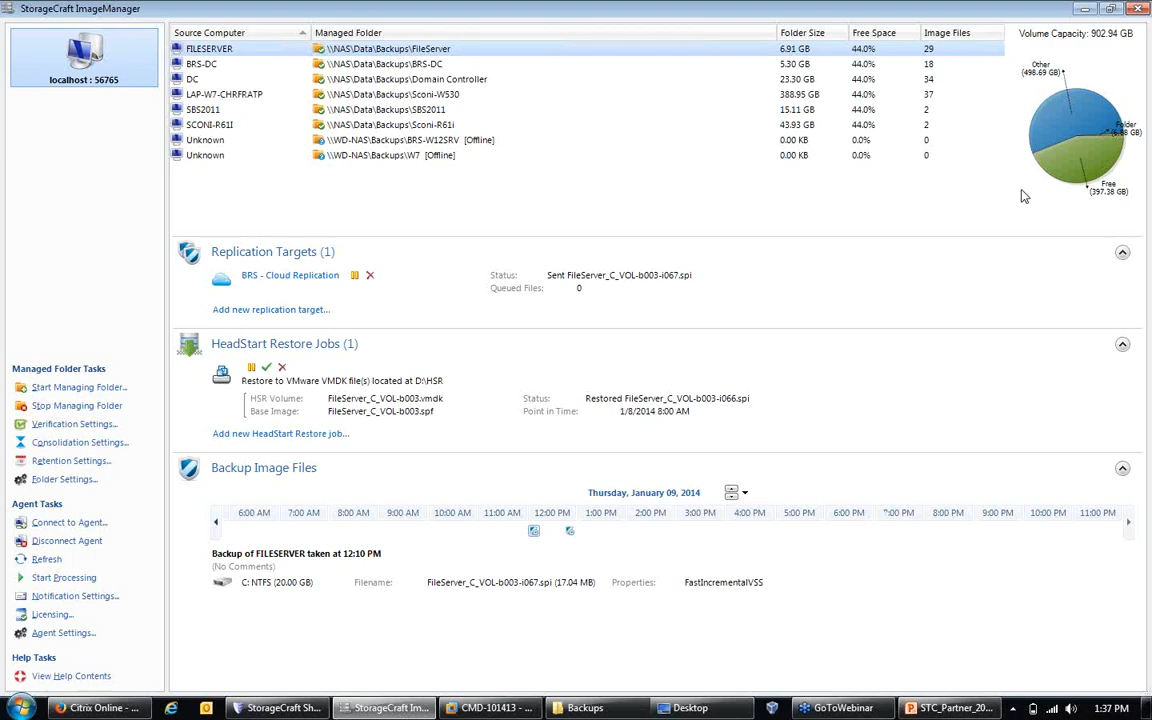 StorageCraft ImageManager
localhost : 56765
Source Computer Managed Folder Folder Size Free Space Image Files
FILESERVER \\NAS\Data\Backups\FileServer 6.91 GB 44.0% 29
BRS-DC \\NAS\Data\Backups\BRS-DC 5.30 GB 44.0% 18
DC \\NAS\Data\Backups\Domain Controller 23.30 GB 44.0% 34
LAP-W7-CHRFRATP \\NAS\Data\Backups\Sconi-W530 388.95 GB 44.0% 37
SBS2011 \\NAS\Data\Backups\SBS2011 15.11 GB 44.0% 2
SCONI-R61I \\NAS\Data\Backups\Sconi-R61i 43.93 GB 44.0% 2
Unknown \\WD-NAS\Backups\BRS-W12SRV [Offline] 0.00 KB 0.0% 0
Unknown \\WD-NAS\Backups\W7 [Offline] 0.00 KB 0.0% 0
Volume Capacity: 902.94 GB
Other
(498.69 GB)
Folder
Free
(397.38 GB)
Replication Targets (1)
BRS - Cloud Replication Status: Sent FileServer_C_VOL-b003-i067.spi
Queued Files: 0
Add new replication target...
HeadStart Restore Jobs (1)
Restore to VMware VMDK file(s) located at D:\HSR
HSR Volume: FileServer_C_VOL-b003.vmdk Status: Restored FileServer_C_VOL-b003-i066.spi
Base Image: FileServer_C_VOL-b003.spf Point in Time: 1/8/2014 8:00 AM
Add new HeadStart Restore job...
Backup Image Files
Thursday, January 09, 2014
6:00 AM 7:00 AM 8:00 AM 9:00 AM 10:00 AM 11:00 AM 12:00 PM 1:00 PM 2:00 PM 3:00 PM 4:00 PM 5:00 PM 6:00 PM 7:00 PM 8:00 PM 9:00 PM 10:00 PM 11:00 PM
Backup of FILESERVER taken at 12:10 PM
(No Comments)
C: NTFS (20.00 GB) Filename: FileServer_C_VOL-b003-i067.spi (17.04 MB) Properties: FastIncrementalVSS
Managed Folder Tasks
Start Managing Folder...
Stop Managing Folder
Verification Settings...
Consolidation Settings...
Retention Settings...
Folder Settings...
Agent Tasks
Connect to Agent...
Disconnect Agent
Refresh
Start Processing
Notification Settings...
Licensing...
Agent Settings...
Help Tasks
View Help Contents
Citrix Online - ... StorageCraft Sh... StorageCraft Im... CMD-101413 - ... Backups Desktop GoToWebinar STC_Partner_20... 1:37 PM